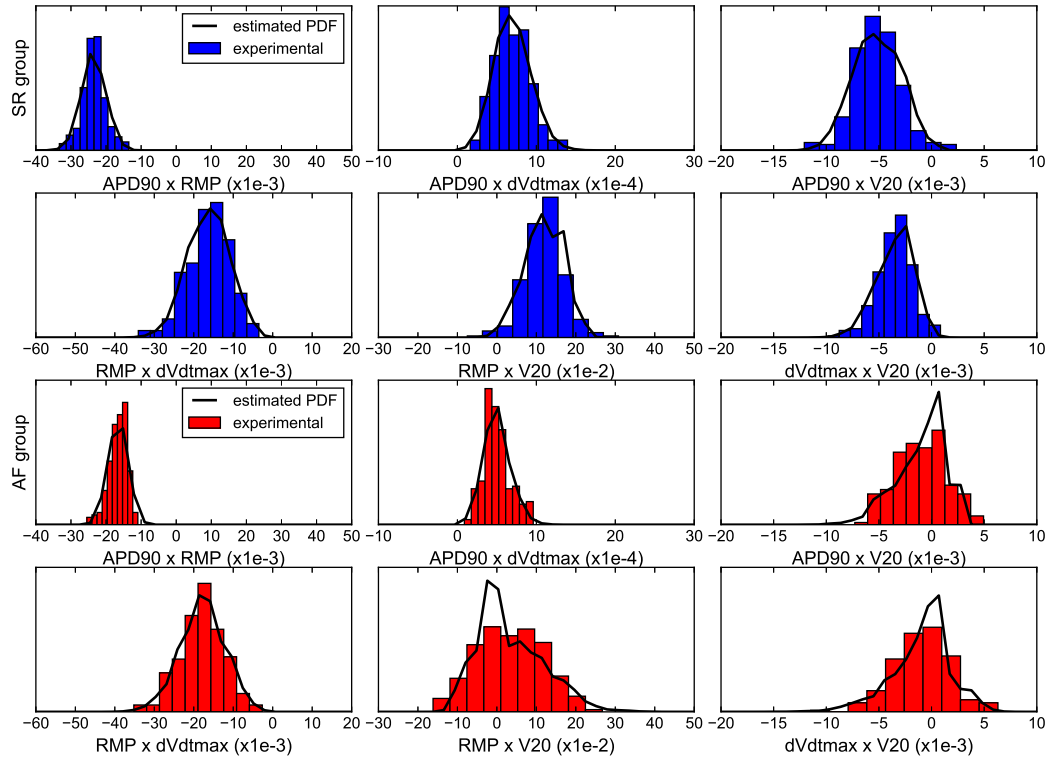 SR group
estimated PDF
experimental
−40 −30 −20 −10 0 10 20 30 40 50
APD90 x RMP (x1e-3)
−10 0 10 20 30
APD90 x dVdtmax (x1e-4)
−20 −15 −10 −5 0 5 10
APD90 x V20 (x1e-3)
−60 −50 −40 −30 −20 −10 0 10 20
RMP x dVdtmax (x1e-3)
−30 −20 −10 0 10 20 30 40 50
RMP x V20 (x1e-2)
−20 −15 −10 −5 0 5 10
dVdtmax x V20 (x1e-3)
AF group
estimated PDF
experimental
−40 −30 −20 −10 0 10 20 30 40 50
APD90 x RMP (x1e-3)
−10 0 10 20 30
APD90 x dVdtmax (x1e-4)
−20 −15 −10 −5 0 5 10
APD90 x V20 (x1e-3)
−60 −50 −40 −30 −20 −10 0 10 20
RMP x dVdtmax (x1e-3)
−30 −20 −10 0 10 20 30 40 50
RMP x V20 (x1e-2)
−20 −15 −10 −5 0 5 10
dVdtmax x V20 (x1e-3)